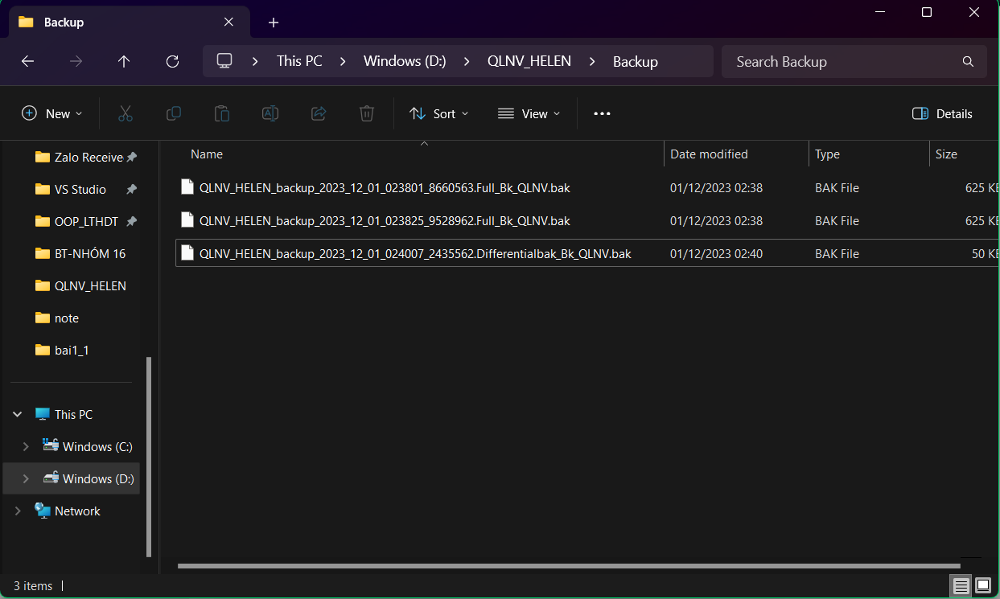 Backup
This PC Windows (D:) QLNV_HELEN Backup Search Backup
New Sort View Details
Name Date modified Type Size
QLNV_HELEN_backup_2023_12_01_023801_8660563.Full_Bk_QLNV.bak 01/12/2023 02:38 BAK File 625 KB
QLNV_HELEN_backup_2023_12_01_023825_9528962.Full_Bk_QLNV.bak 01/12/2023 02:38 BAK File 625 KB
QLNV_HELEN_backup_2023_12_01_024007_2435562.Differentialbak_Bk_QLNV.bak 01/12/2023 02:40 BAK File 50 KB
Zalo Receive
VS Studio
OOP_LTHDT
BT-NHÓM 16
QLNV_HELEN
note
bai1_1
This PC
Windows (C:)
Windows (D:)
Network
3 items